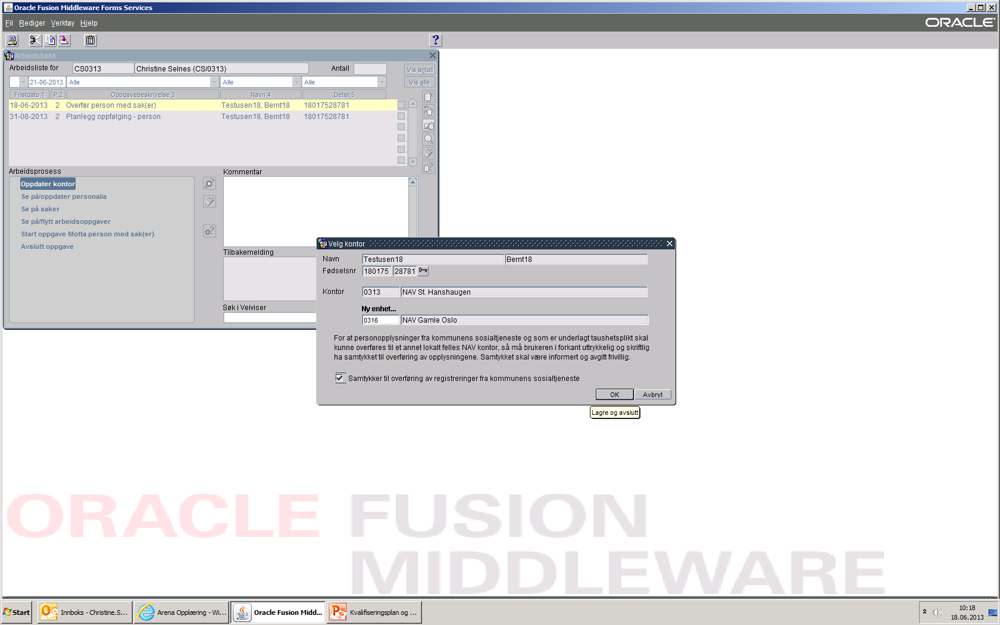 Oracle Fusion Middleware Forms Services
Fil Rediger Verktøy Hjelp
ORACLE
Arbeidsbenk
Arbeidsliste for CS0313 Christine Selnes (CS/0313) Antall Vis antall
21-06-2013 Alle Alle Alle Vis alle
Fristdato 1 P 2 Oppgavebeskrivelse 3 Navn 4 Detalj 5
18-06-2013 2 Overfør person med sak(er) Testusen18, Bernt18 18017528781
31-08-2013 2 Planlegg oppfølging - person Testusen18, Bernt18 18017528781
Arbeidsprosess
Kommentar
Oppdater kontor
Se på/oppdater personalia
Se på saker
Se på/flytt arbeidsoppgaver
Start oppgave Motta person med sak(er)
Avslutt oppgave
Tilbakemelding
Søk i Veiviser
Velg kontor
Navn Testusen18 Bernt18
Fødselsnr 180175 28781
Kontor 0313 NAV St. Hanshaugen
Ny enhet...
0316 NAV Gamle Oslo
For at personopplysninger fra kommunens sosialtjeneste og som er underlagt taushetsplikt skal
kunne overføres til et annet lokalt felles NAV kontor, så må brukeren i forkant uttrykkelig og skriftlig
ha samtykket til overføring av opplysningene. Samtykket skal være informert og avgitt frivillig.
Samtykker til overføring av registreringer fra kommunens sosialtjeneste
OK Avbryt
Lagre og avslutt
ORACLE FUSION
MIDDLEWARE
Start Innboks - Christine.S... Arena Opplæring - Wi... Oracle Fusion Midd... Kvalifiseringsplan og ... 10:18
18.06.2013